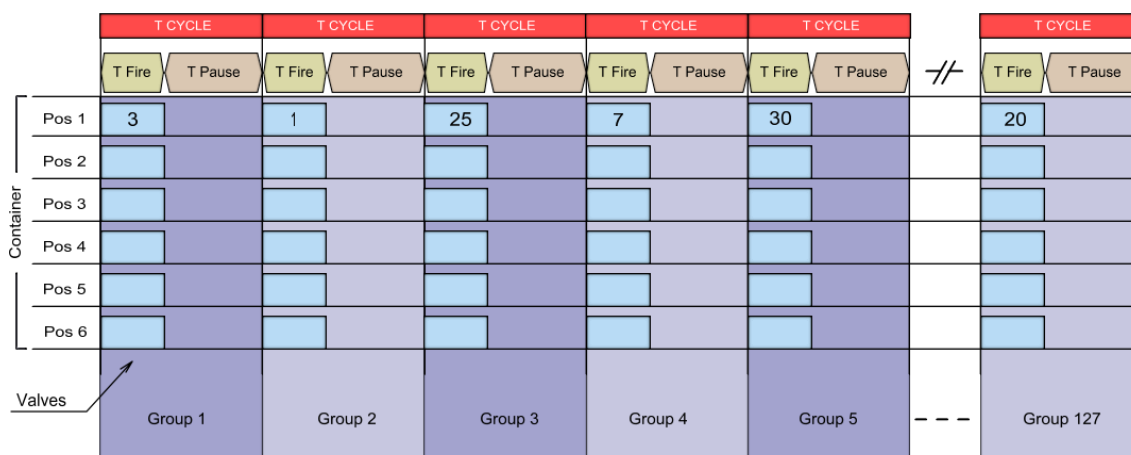 T CYCLE T CYCLE T CYCLE T CYCLE T CYCLE T CYCLE
T Fire T Pause T Fire T Pause T Fire T Pause T Fire T Pause T Fire T Pause T Fire T Pause
Container
Pos 1 3 1 25 7 30 20
Pos 2
Pos 3
Pos 4
Pos 5
Pos 6
Valves
Group 1 Group 2 Group 3 Group 4 Group 5 Group 127